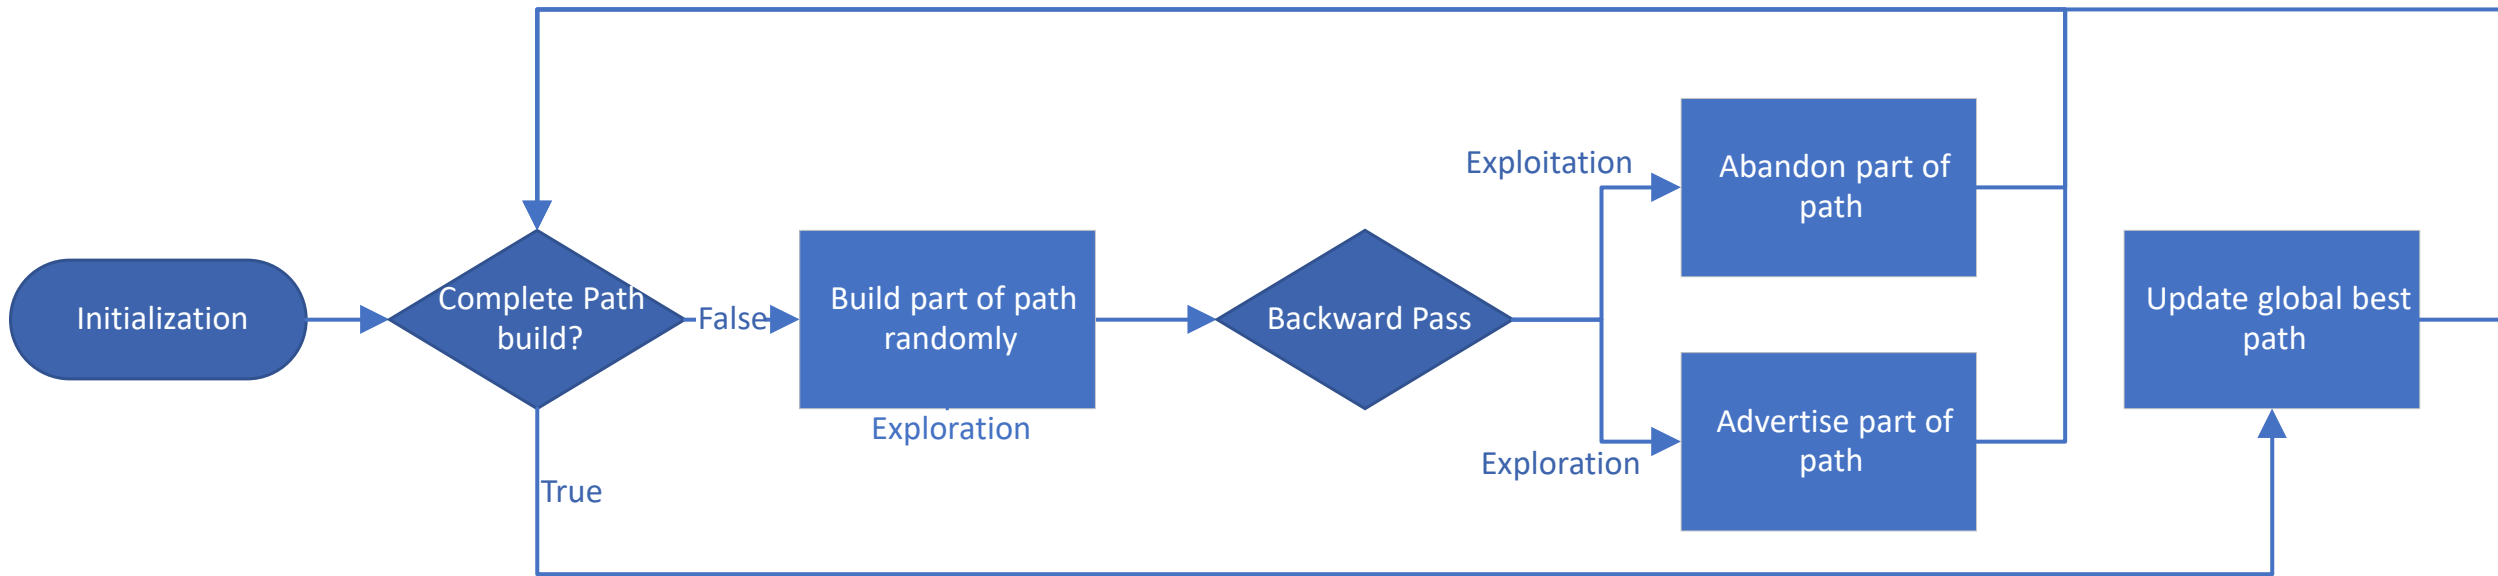 Initialization
Complete Path
build?
False
True
Build part of path
randomly
Exploration
Backward Pass
Exploitation
Exploration
Abandon part of
path
Advertise part of
path
Update global best
path